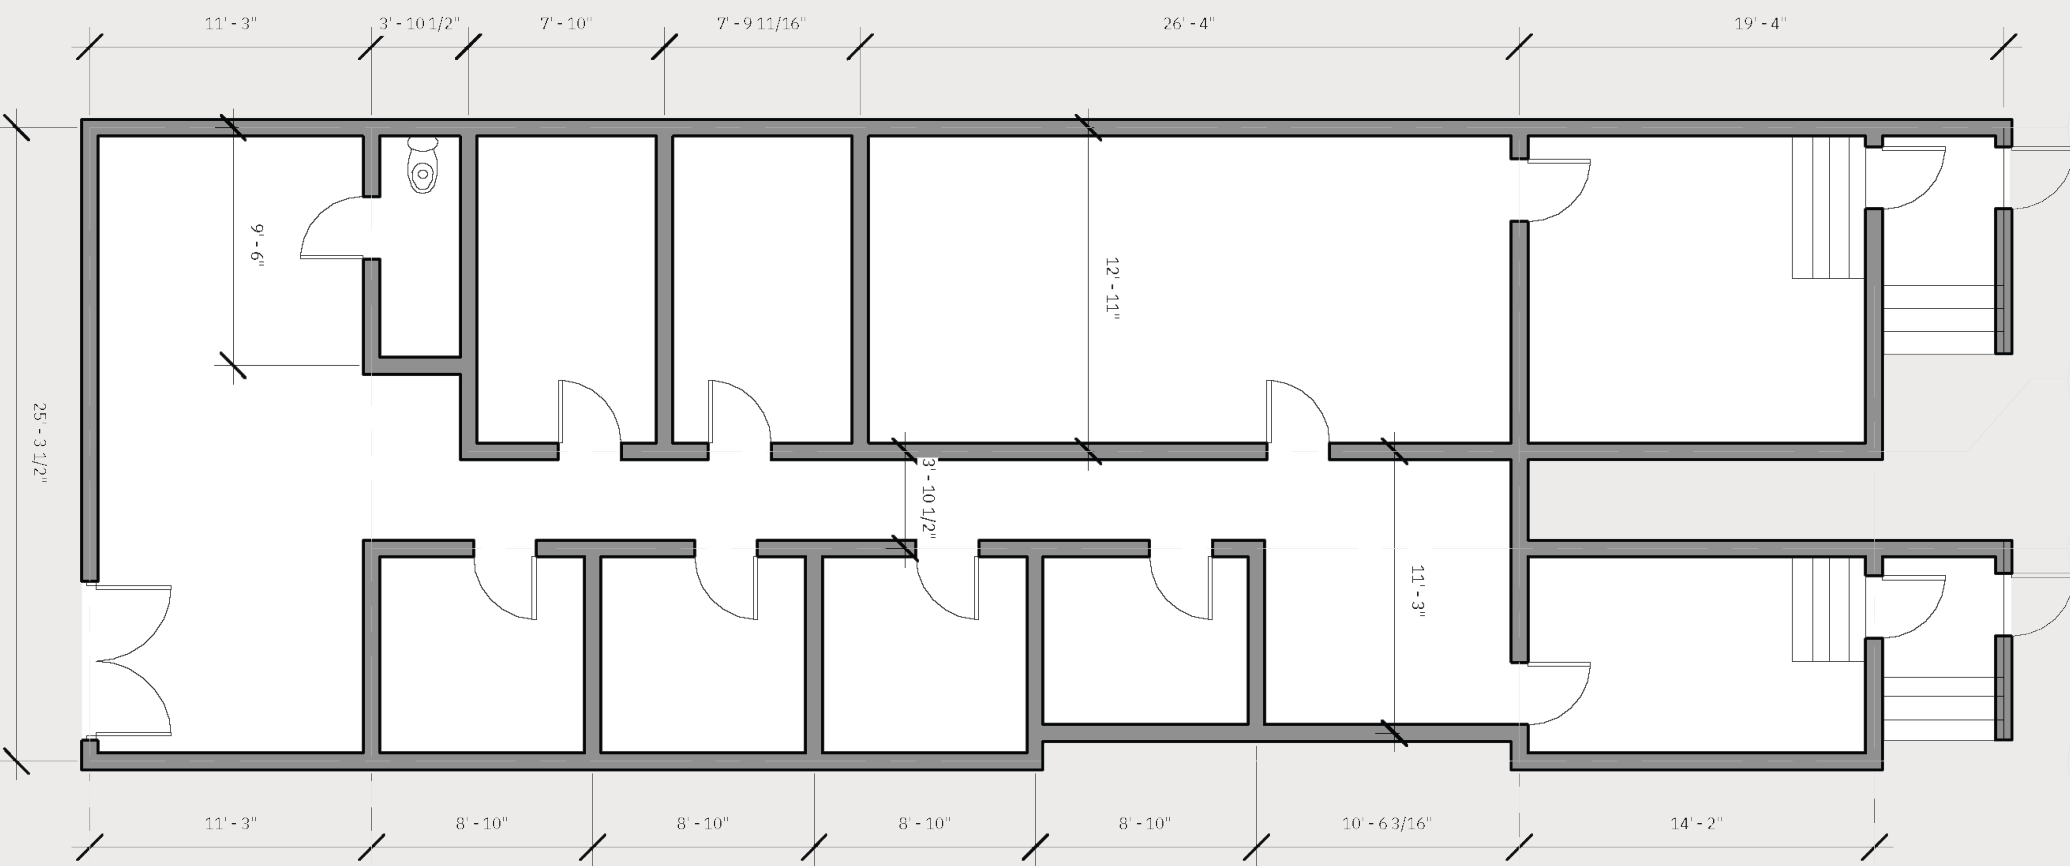 11' - 3"
3' - 10 1/2"
7' - 10"
7' - 9 11/16"
26' - 4"
19' - 4"
9' - 6"
12' - 11"
25' - 3 1/2"
3' - 10 1/2"
11' - 3"
11' - 3"
8' - 10"
8' - 10"
8' - 10"
8' - 10"
10' - 6 3/16"
14' - 2"